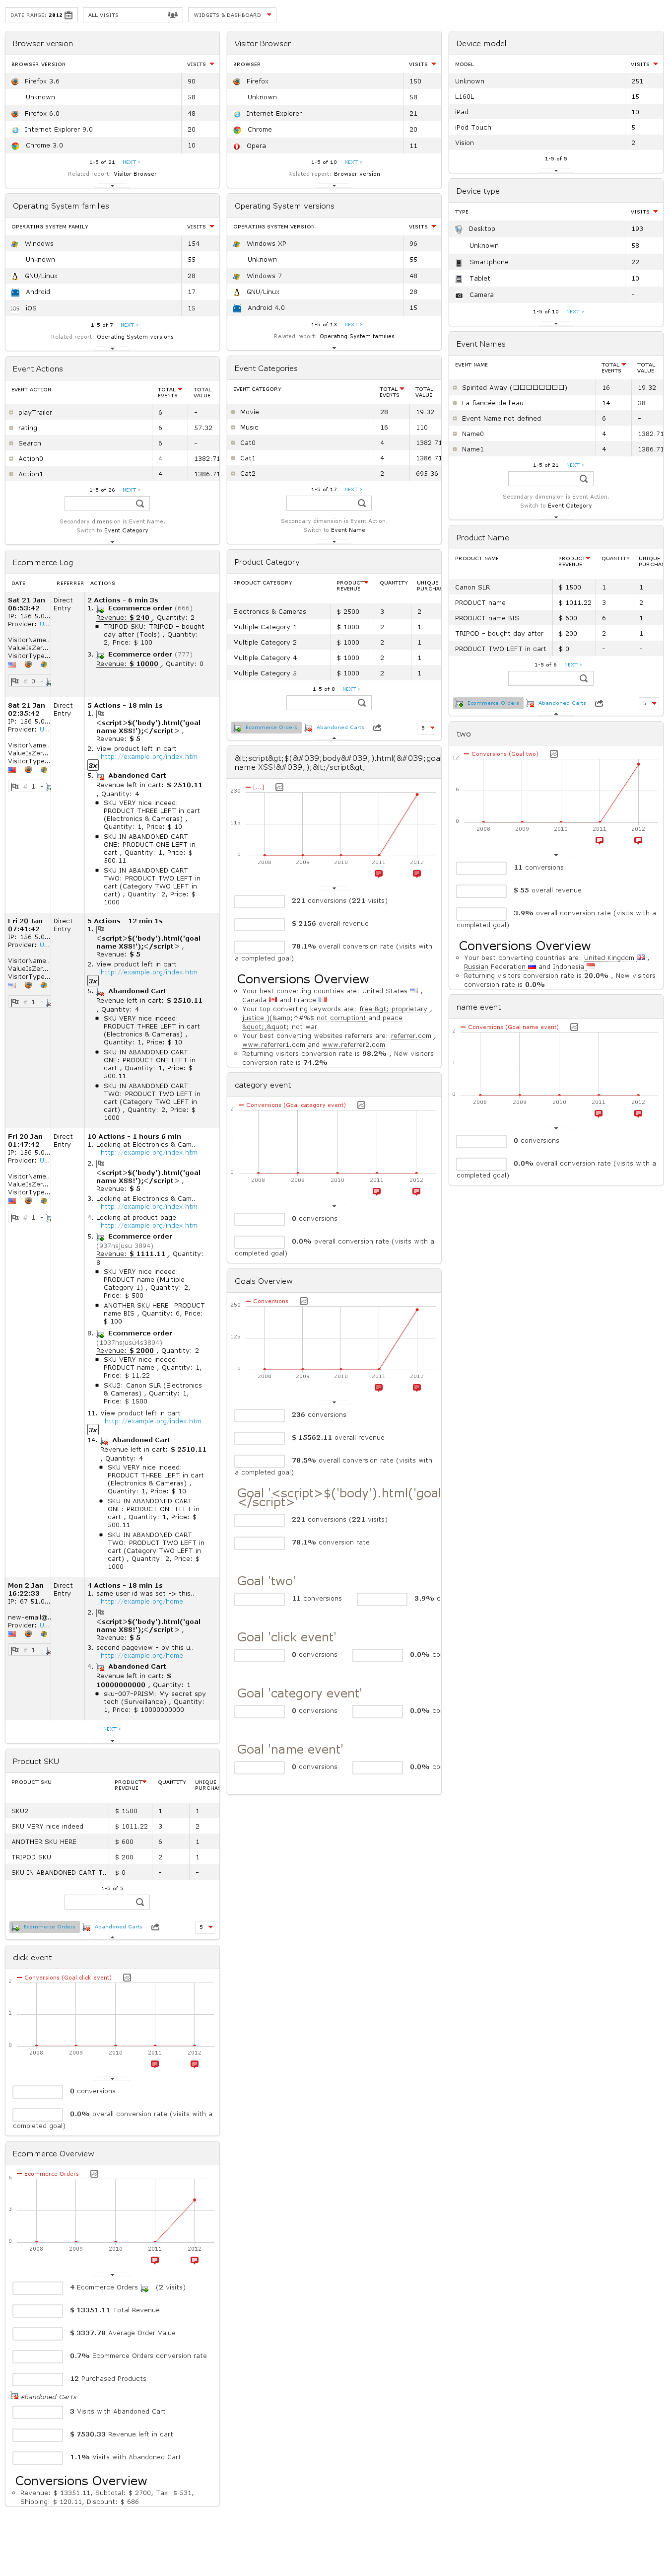 DATE RANGE: 2012
ALL VISITS
WIDGETS & DASHBOARD
Browser version
BROWSER VERSION VISITS
Firefox 3.6 90
Unknown 58
Firefox 6.0 48
Internet Explorer 9.0 20
Chrome 3.0 10
1-5 of 21 NEXT ›
Related report: Visitor Browser
Operating System families
OPERATING SYSTEM FAMILY VISITS
Windows 154
Unknown 55
GNU/Linux 28
Android 17
iOS iOS 15
1-5 of 7 NEXT ›
Related report: Operating System versions
Event Actions
EVENT ACTION TOTAL EVENTS TOTAL VALUE
playTrailer 6 -
rating 6 57.32
Search 6 -
Action0 4 1382.71
Action1 4 1386.71
1-5 of 26 NEXT ›
Secondary dimension is Event Name.
Switch to Event Category
Ecommerce Log
DATE REFERRER ACTIONS
Sat 21 Jan
06:53:42
IP: 156.5.0...
Provider: U...
VisitorName..
ValueIsZer...
VisitorType...
# 0 -
Direct
Entry
2 Actions - 6 min 3s
1. Ecommerce order (666)
Revenue: $ 240 , Quantity: 2
TRIPOD SKU: TRIPOD - bought
day after (Tools) , Quantity:
2, Price: $ 100
3. Ecommerce order (777)
Revenue: $ 10000 , Quantity: 0
Sat 21 Jan
02:35:42
IP: 156.5.0...
Provider: U...
VisitorName..
ValueIsZer...
VisitorType...
# 1 -
Direct
Entry
5 Actions - 18 min 1s
1.
<script>$('body').html('goal
name XSS!');</script> ,
Revenue: $ 5
2. View product left in cart
http://example.org/index.htm
3x
5. Abandoned Cart
Revenue left in cart: $ 2510.11
, Quantity: 4
SKU VERY nice indeed:
PRODUCT THREE LEFT in cart
(Electronics & Cameras) ,
Quantity: 1, Price: $ 10
SKU IN ABANDONED CART
ONE: PRODUCT ONE LEFT in
cart , Quantity: 1, Price: $
500.11
SKU IN ABANDONED CART
TWO: PRODUCT TWO LEFT in
cart (Category TWO LEFT in
cart) , Quantity: 2, Price: $
1000
Fri 20 Jan
07:41:42
IP: 156.5.0...
Provider: U...
VisitorName..
ValueIsZer...
VisitorType...
# 1 -
Direct
Entry
5 Actions - 12 min 1s
1.
<script>$('body').html('goal
name XSS!');</script> ,
Revenue: $ 5
2. View product left in cart
http://example.org/index.htm
3x
5. Abandoned Cart
Revenue left in cart: $ 2510.11
, Quantity: 4
SKU VERY nice indeed:
PRODUCT THREE LEFT in cart
(Electronics & Cameras) ,
Quantity: 1, Price: $ 10
SKU IN ABANDONED CART
ONE: PRODUCT ONE LEFT in
cart , Quantity: 1, Price: $
500.11
SKU IN ABANDONED CART
TWO: PRODUCT TWO LEFT in
cart (Category TWO LEFT in
cart) , Quantity: 2, Price: $
1000
Fri 20 Jan
01:47:42
IP: 156.5.0...
Provider: U...
VisitorName..
ValueIsZer...
VisitorType...
# 1 -
Direct
Entry
10 Actions - 1 hours 6 min
1. Looking at Electronics & Cam..
http://example.org/index.htm
2.
<script>$('body').html('goal
name XSS!');</script> ,
Revenue: $ 5
3. Looking at Electronics & Cam..
4. Looking at product page
http://example.org/index.htm
5. Ecommerce order
(937nsjusu 3894)
Revenue: $ 1111.11 , Quantity:
8
SKU VERY nice indeed:
PRODUCT name (Multiple
Category 1) , Quantity: 2,
Price: $ 500
ANOTHER SKU HERE: PRODUCT
name BIS , Quantity: 6, Price:
$ 100
8. Ecommerce order
(1037nsjusu4s3894)
Revenue: $ 2000 , Quantity: 2
SKU VERY nice indeed:
PRODUCT name , Quantity: 1,
Price: $ 11.22
SKU2: Canon SLR (Electronics
& Cameras) , Quantity: 1,
Price: $ 1500
11. View product left in cart
http://example.org/index.htm
3x
14. Abandoned Cart
Revenue left in cart: $ 2510.11
, Quantity: 4
SKU VERY nice indeed:
PRODUCT THREE LEFT in cart
(Electronics & Cameras) ,
Quantity: 1, Price: $ 10
SKU IN ABANDONED CART
ONE: PRODUCT ONE LEFT in
cart , Quantity: 1, Price: $
500.11
SKU IN ABANDONED CART
TWO: PRODUCT TWO LEFT in
cart (Category TWO LEFT in
cart) , Quantity: 2, Price: $
1000
Mon 2 Jan
16:22:33
IP: 67.51.0...
new-email@..
Provider: U...
# 1 -
Direct
Entry
4 Actions - 18 min 1s
1. same user id was set -> this..
http://example.org/home
2.
<script>$('body').html('goal
name XSS!');</script> ,
Revenue: $ 5
3. second pageview - by this u..
http://example.org/home
4. Abandoned Cart
Revenue left in cart: $
10000000000 , Quantity: 1
sku-007-PRISM: My secret spy
tech (Surveillance) , Quantity:
1, Price: $ 10000000000
NEXT ›
Product SKU
PRODUCT SKU PRODUCT REVENUE QUANTITY UNIQUE PURCHAS
SKU2 $ 1500 1 1
SKU VERY nice indeed $ 1011.22 3 2
ANOTHER SKU HERE $ 600 6 1
TRIPOD SKU $ 200 2 1
SKU IN ABANDONED CART T.. $ 0 - -
1-5 of 5
Ecommerce Orders Abandoned Carts 5
click event
Conversions (Goal click event)
2
1
0
2008 2009 2010 2011 2012
0 conversions
0.0% overall conversion rate (visits with a
completed goal)
Ecommerce Overview
Ecommerce Orders
6
3
0
2008 2009 2010 2011 2012
4 Ecommerce Orders (2 visits)
$ 13351.11 Total Revenue
$ 3337.78 Average Order Value
0.7% Ecommerce Orders conversion rate
12 Purchased Products
Abandoned Carts
3 Visits with Abandoned Cart
$ 7530.33 Revenue left in cart
1.1% Visits with Abandoned Cart
Conversions Overview
Revenue: $ 13351.11, Subtotal: $ 2700, Tax: $ 531,
Shipping: $ 120.11, Discount: $ 686
Visitor Browser
BROWSER VISITS
Firefox 150
Unknown 58
Internet Explorer 21
Chrome 20
Opera 11
1-5 of 10 NEXT ›
Related report: Browser version
Operating System versions
OPERATING SYSTEM VERSION VISITS
Windows XP 96
Unknown 55
Windows 7 48
GNU/Linux 28
Android 4.0 15
1-5 of 13 NEXT ›
Related report: Operating System families
Event Categories
EVENT CATEGORY TOTAL EVENTS TOTAL VALUE
Movie 28 19.32
Music 16 110
Cat0 4 1382.71
Cat1 4 1386.71
Cat2 2 695.36
1-5 of 17 NEXT ›
Secondary dimension is Event Action.
Switch to Event Name
Product Category
PRODUCT CATEGORY PRODUCT REVENUE QUANTITY UNIQUE PURCHAS
Electronics & Cameras $ 2500 3 2
Multiple Category 1 $ 1000 2 1
Multiple Category 2 $ 1000 2 1
Multiple Category 4 $ 1000 2 1
Multiple Category 5 $ 1000 2 1
1-5 of 8 NEXT ›
Ecommerce Orders Abandoned Carts 5
&lt;script&gt;$(&#039;body&#039;).html(&#039;goal
name XSS!&#039;);&lt;/script&gt;
[...]
230
115
0
2008 2009 2010 2011 2012
221 conversions (221 visits)
$ 2156 overall revenue
78.1% overall conversion rate (visits with
a completed goal)
Conversions Overview
Your best converting countries are: United States ,
Canada and France
Your top converting keywords are: free &gt; proprietary ,
justice )(&amp;^#%$ not corruption! and peace
&quot;,&quot; not war
Your best converting websites referrers are: referrer.com ,
www.referrer1.com and www.referrer2.com
Returning visitors conversion rate is 98.2% , New visitors
conversion rate is 74.2%
category event
Conversions (Goal category event)
2
1
0
2008 2009 2010 2011 2012
0 conversions
0.0% overall conversion rate (visits with a
completed goal)
Goals Overview
Conversions
250
125
0
2008 2009 2010 2011 2012
236 conversions
$ 15562.11 overall revenue
78.5% overall conversion rate (visits with
a completed goal)
Goal '<script>$('body').html('goal
</script>'
221 conversions (221 visits)
78.1% conversion rate
Goal 'two'
11 conversions 3.9% c
Goal 'click event'
0 conversions 0.0% co
Goal 'category event'
0 conversions 0.0% co
Goal 'name event'
0 conversions 0.0% co
Device model
MODEL VISITS
Unknown 251
L160L 15
iPad 10
iPod Touch 5
Vision 2
1-5 of 5
Device type
TYPE VISITS
Desktop 193
Unknown 58
Smartphone 22
Tablet 10
Camera -
1-5 of 10 NEXT ›
Event Names
EVENT NAME TOTAL EVENTS TOTAL VALUE
Spirited Away (□□□□□□□□) 16 19.32
La fiancée de l'eau 14 38
Event Name not defined 6 -
Name0 4 1382.71
Name1 4 1386.71
1-5 of 21 NEXT ›
Secondary dimension is Event Action.
Switch to Event Category
Product Name
PRODUCT NAME PRODUCT REVENUE QUANTITY UNIQUE PURCHAS
Canon SLR $ 1500 1 1
PRODUCT name $ 1011.22 3 2
PRODUCT name BIS $ 600 6 1
TRIPOD - bought day after $ 200 2 1
PRODUCT TWO LEFT in cart $ 0 - -
1-5 of 6 NEXT ›
Ecommerce Orders Abandoned Carts 5
two
Conversions (Goal two)
12
6
0
2008 2009 2010 2011 2012
11 conversions
$ 55 overall revenue
3.9% overall conversion rate (visits with a
completed goal)
Conversions Overview
Your best converting countries are: United Kingdom ,
Russian Federation and Indonesia
Returning visitors conversion rate is 20.0% , New visitors
conversion rate is 0.0%
name event
Conversions (Goal name event)
2
1
0
2008 2009 2010 2011 2012
0 conversions
0.0% overall conversion rate (visits with a
completed goal)